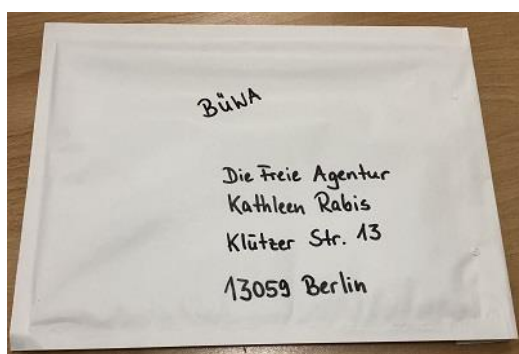 BÜWA
Die Freie Agentur
Kathleen Rabis
Klützer Str. 13
13059 Berlin